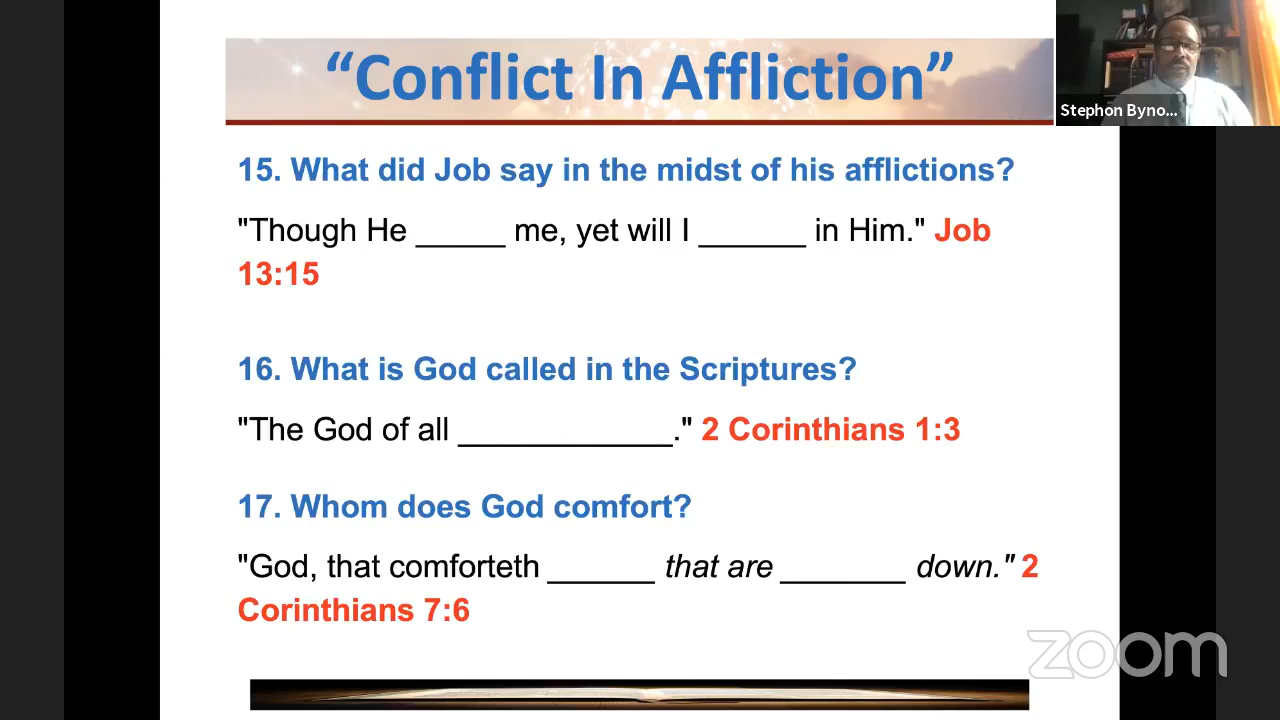 “Conflict In Affliction”
Stephon Byno...
15. What did Job say in the midst of his afflictions?
"Though He _____ me, yet will I ______ in Him." Job
13:15
16. What is God called in the Scriptures?
"The God of all ____________." 2 Corinthians 1:3
17. Whom does God comfort?
"God, that comforteth ______ that are _______ down." 2
Corinthians 7:6
zoom